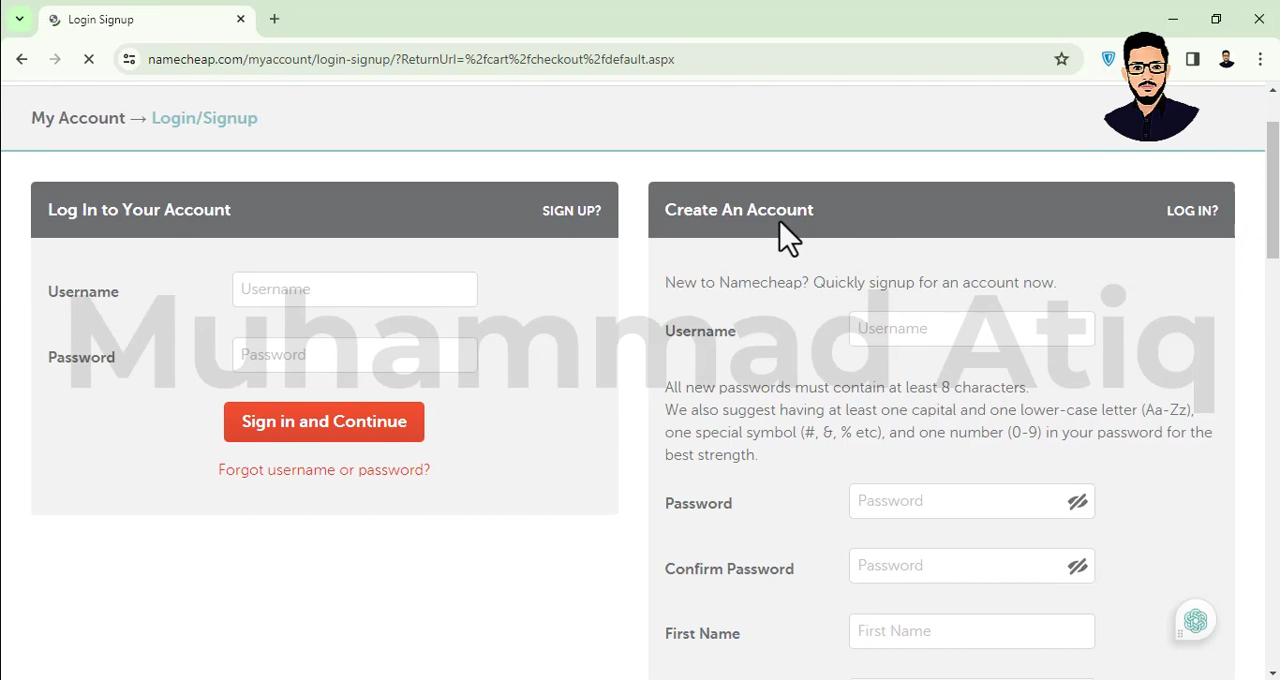 Login Signup
namecheap.com/myaccount/login-signup/?ReturnUrl=%2fcart%2fcheckout%2fdefault.aspx
My Account → Login/Signup
Log In to Your Account SIGN UP?
Username Username
Password Password
Sign in and Continue
Forgot username or password?
Create An Account LOG IN?
New to Namecheap? Quickly signup for an account now.
Username Username
All new passwords must contain at least 8 characters.
We also suggest having at least one capital and one lower-case letter (Aa-Zz),
one special symbol (#, &, % etc), and one number (0-9) in your password for the
best strength.
Password Password
Confirm Password Password
First Name First Name
Muhammad Atiq